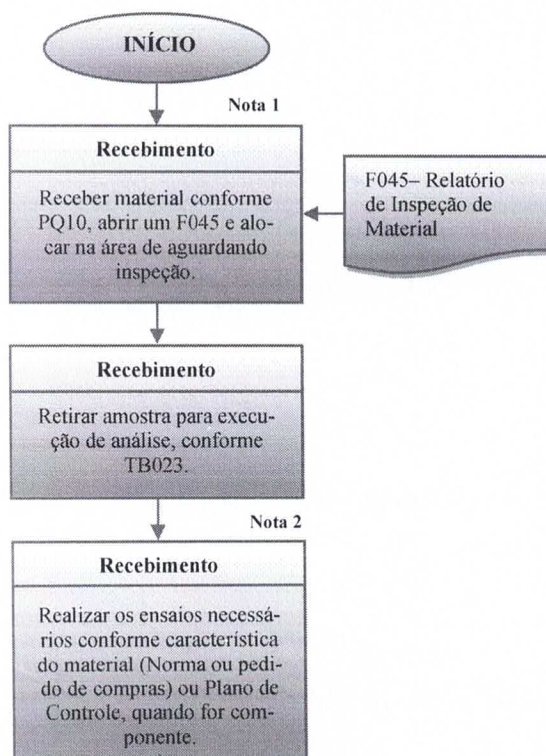 INÍCIO
Nota 1
Recebimento
Receber material conforme
PQ10, abrir um F045 e alo-
car na área de aguardando
inspeção.
F045– Relatório
de Inspeção de
Material
Recebimento
Retirar amostra para execu-
ção de análise, conforme
TB023.
Nota 2
Recebimento
Realizar os ensaios necessá-
rios conforme característica
do material (Norma ou pedi-
do de compras) ou Plano de
Controle, quando for com-
ponente.